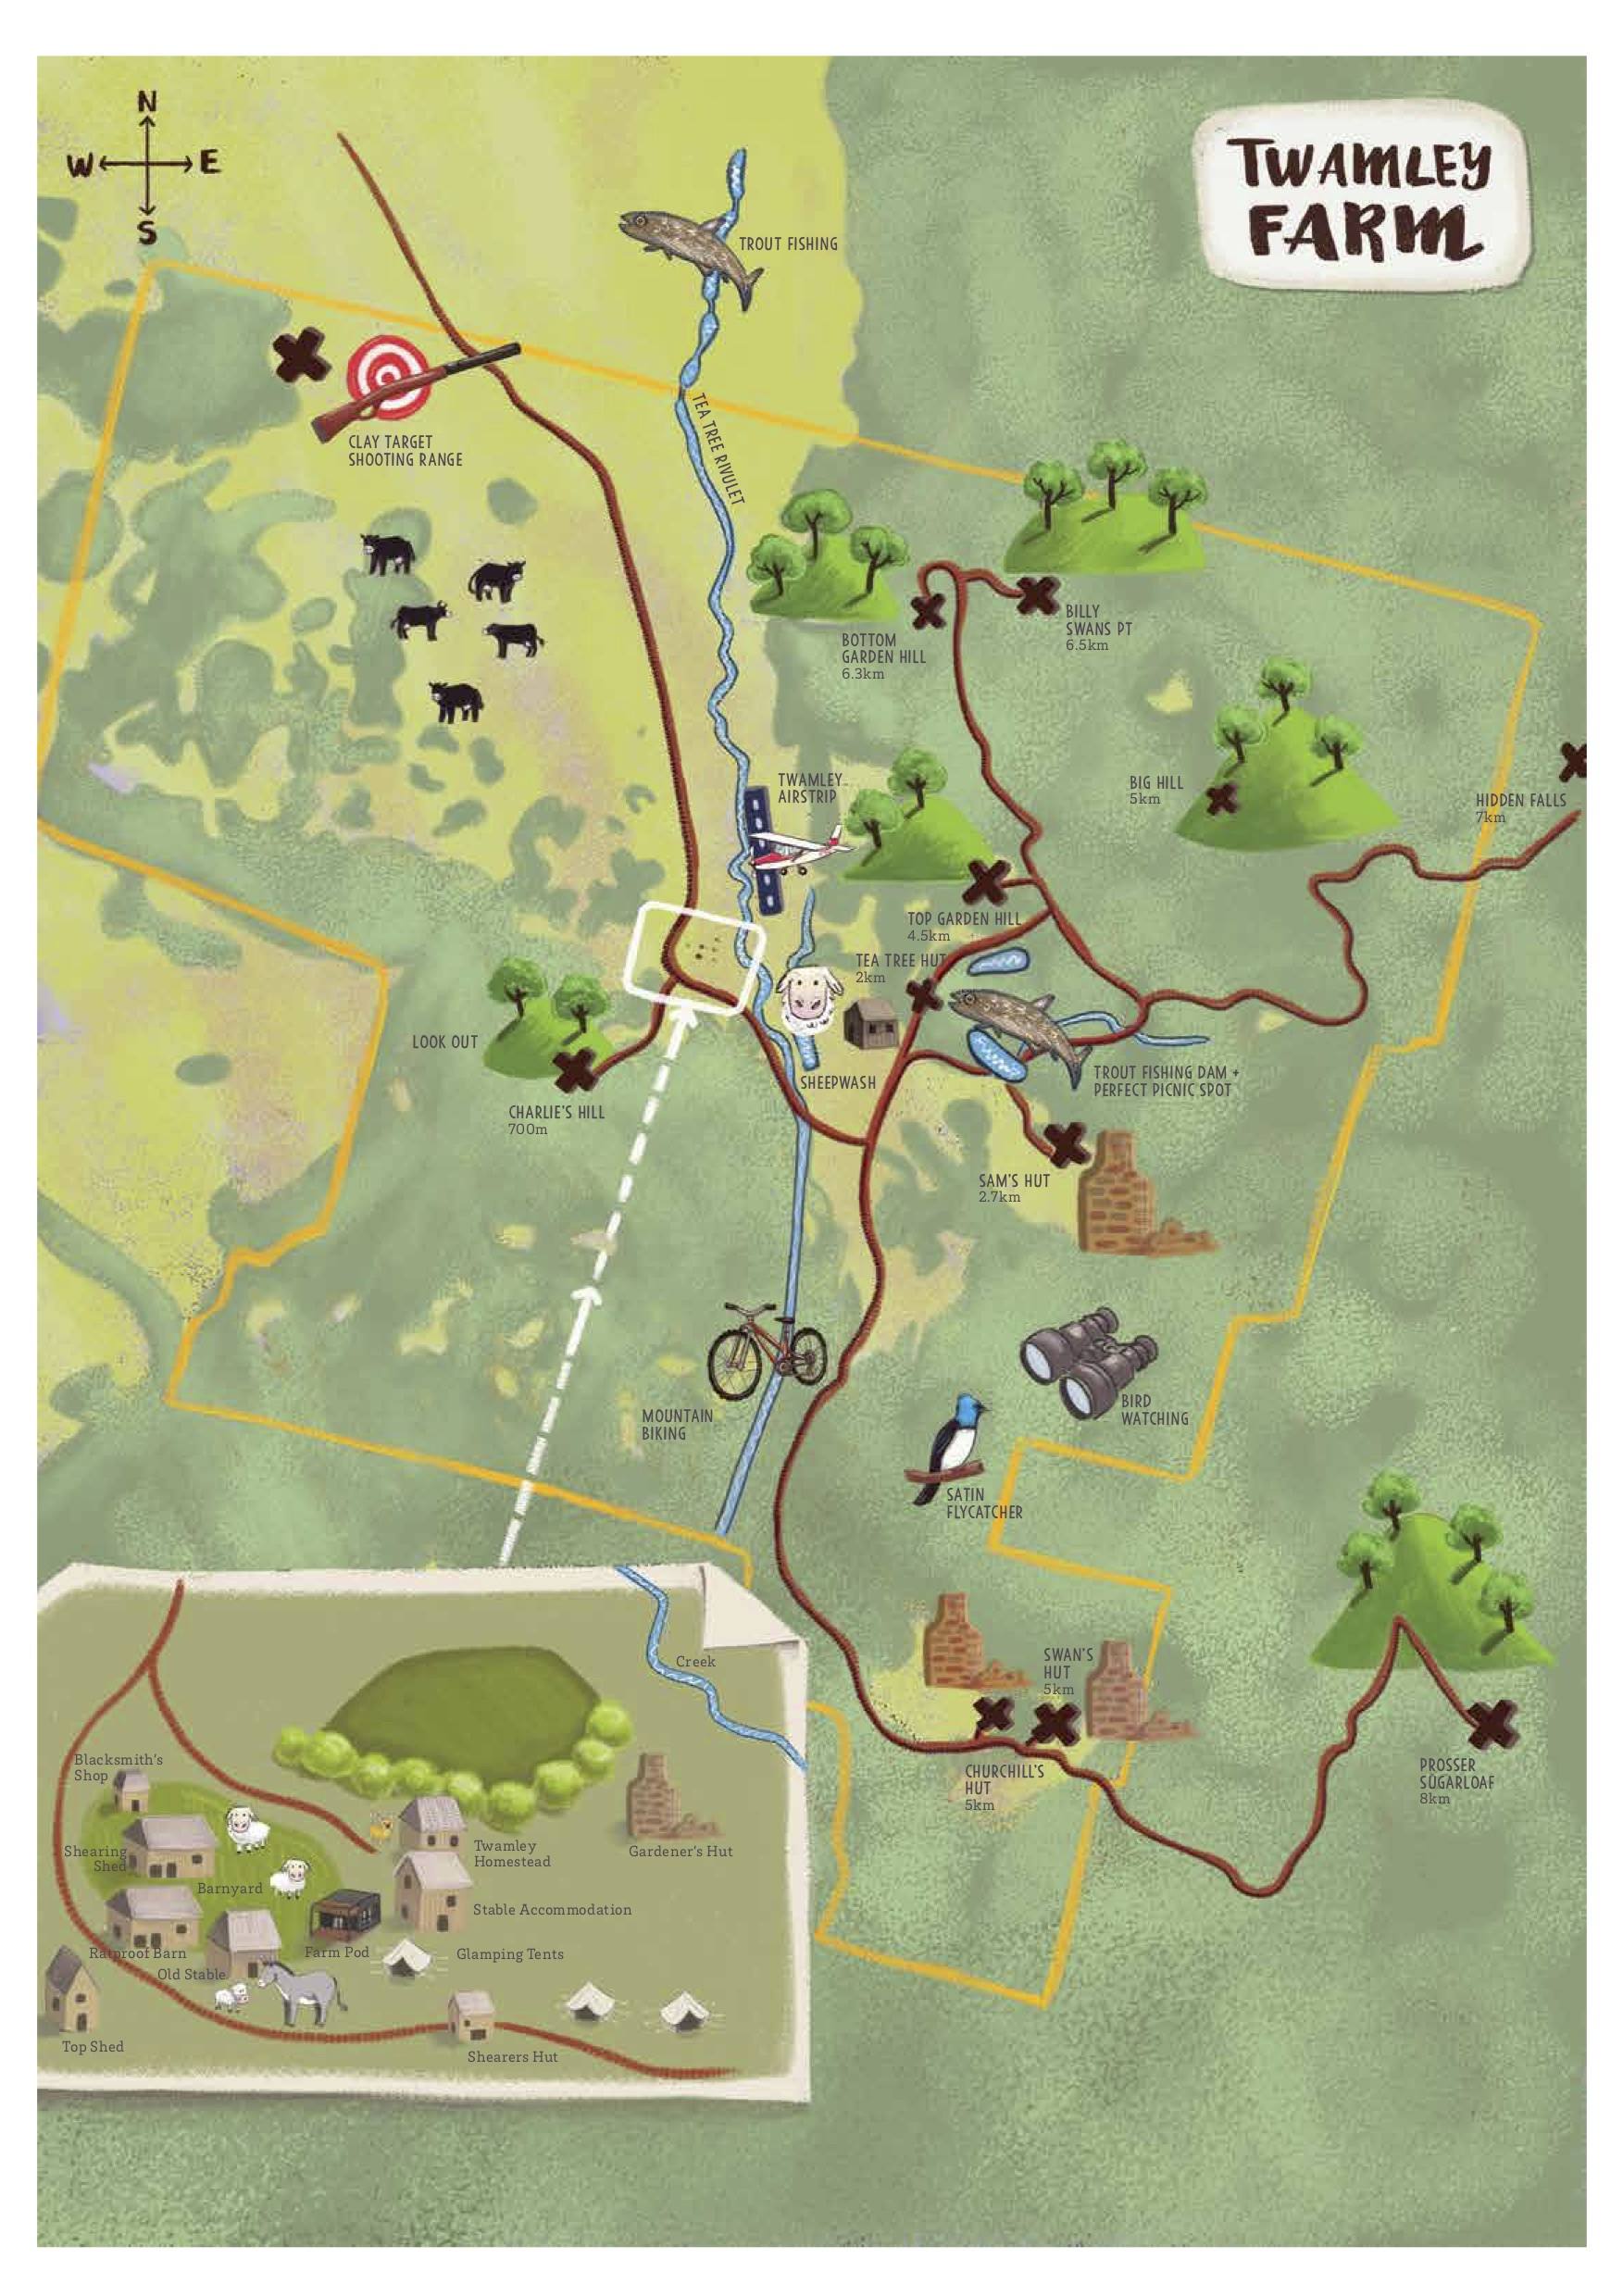 N
W E
S
TWAMLEY
FARM
TROUT FISHING
TEA TREE RIVULET
CLAY TARGET
SHOOTING RANGE
BILLY
SWANS PT
6.5km
BOTTOM
GARDEN HILL
6.3km
TWAMLEY
AIRSTRIP
BIG HILL
5km
HIDDEN FALLS
7km
TOP GARDEN HILL
4.5km
TEA TREE HUT
2km
LOOK OUT
SHEEPWASH
TROUT FISHING DAM +
PERFECT PICNIC SPOT
CHARLIE'S HILL
700m
SAM'S HUT
2.7km
MOUNTAIN
BIKING
BIRD
WATCHING
SATIN
FLYCATCHER
SWAN'S
HUT
5km
CHURCHILL'S
HUT
5km
PROSSER
SUGARLOAF
8km
Creek
Blacksmith's
Shop
Shearing
Shed
Barnyard
Twamley
Homestead
Gardener's Hut
Stable Accommodation
Ratproof Barn
Farm Pod
Glamping Tents
Old Stable
Top Shed
Shearers Hut